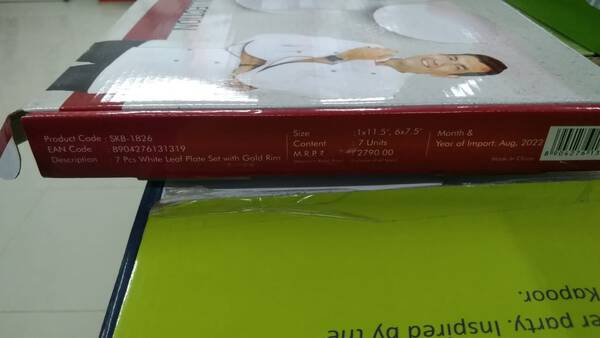 EDITION
Product Code : SKB-1826
EAN Code : 8904276131319
Description : 7 Pcs White Leaf Plate Set with Gold Rim
Size : 1x11.5", 6x7.5"
Content : 7 Units
M.R.P. ₹ : 2790.00
Month &
Year of Import: Aug, 2022
Made In China
er party. Inspired by the
Kapoor.